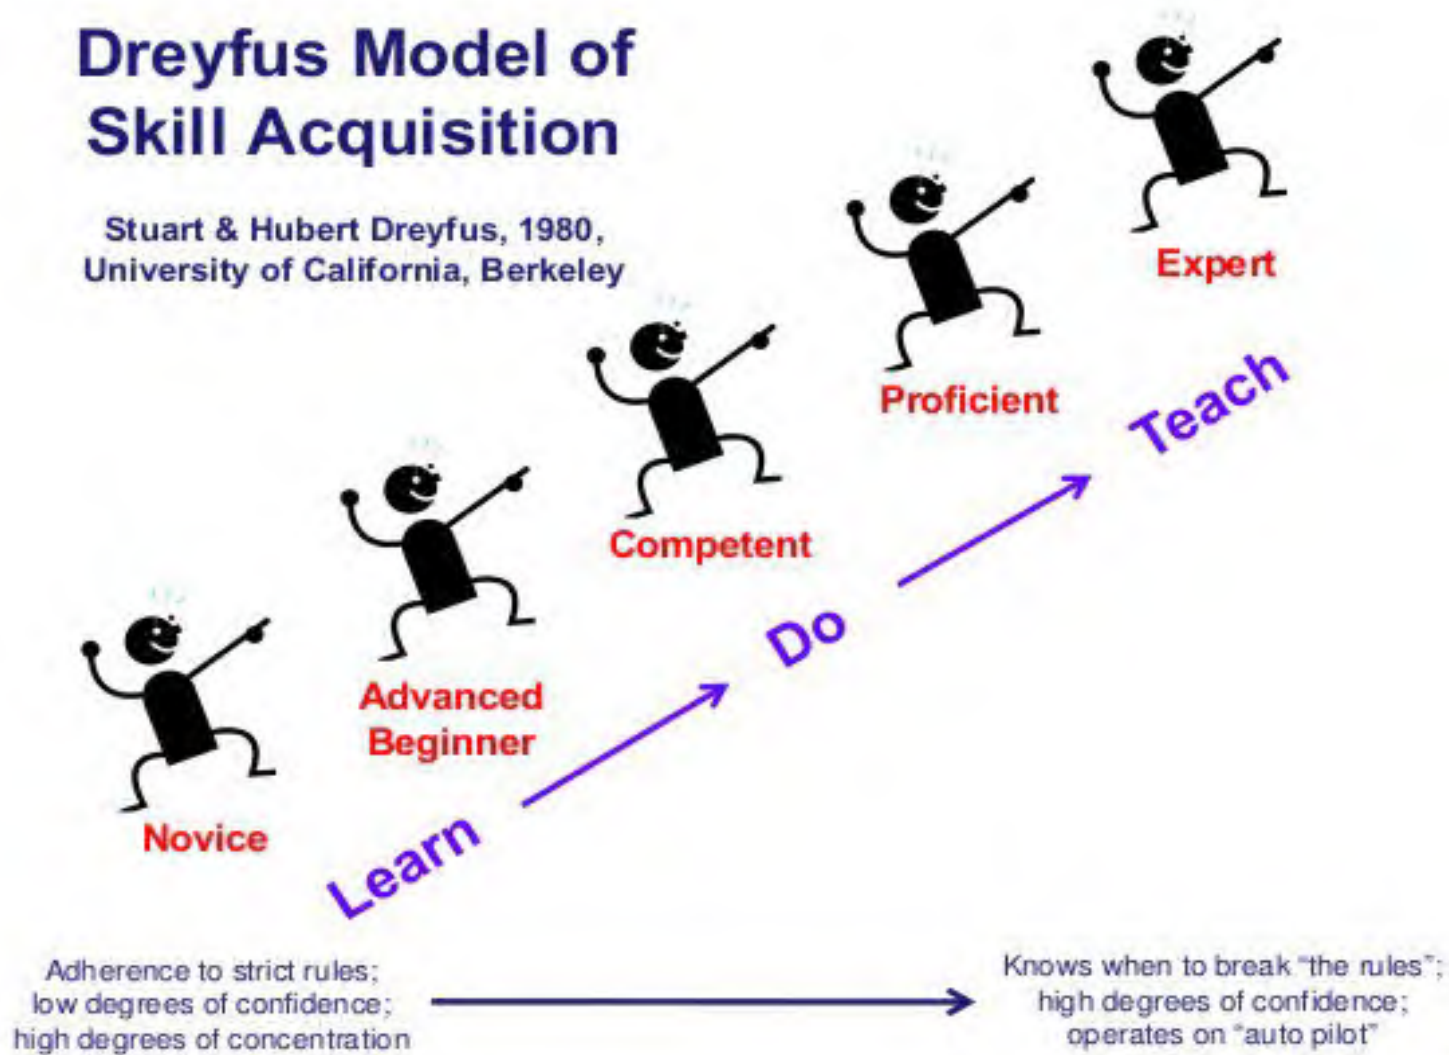 Dreyfus Model of
Skill Acquisition
Stuart & Hubert Dreyfus, 1980,
University of California, Berkeley
Expert
Proficient
Teach
Competent
Do
Advanced
Beginner
Novice
Learn
Adherence to strict rules;
low degrees of confidence;
high degrees of concentration
Knows when to break “the rules”;
high degrees of confidence;
operates on “auto pilot”